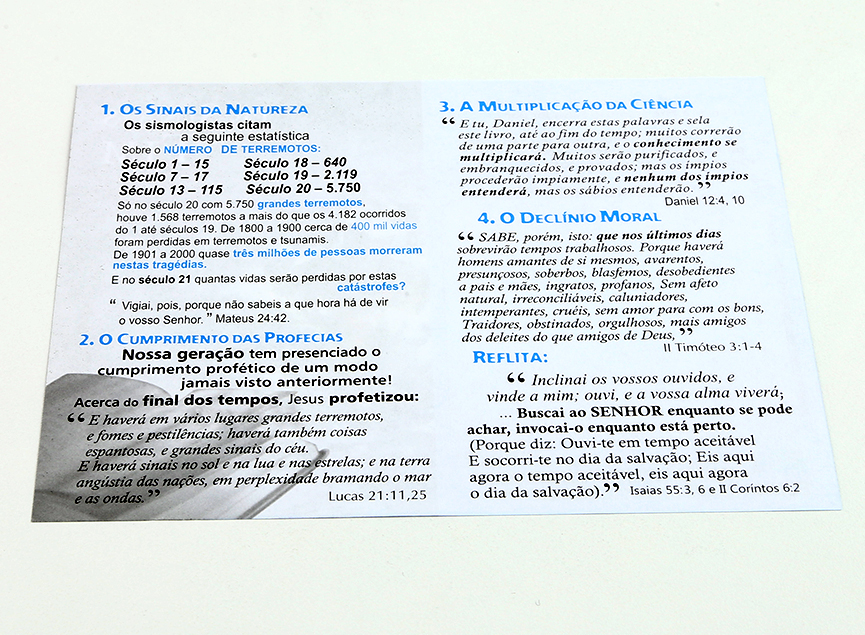 1. OS SINAIS DA NATUREZA
Os sismologistas citam
a seguinte estatística
Sobre o NÚMERO DE TERREMOTOS:
Século 1 – 15 Século 18 – 640
Século 7 – 17 Século 19 – 2.119
Século 13 – 115 Século 20 – 5.750
Só no século 20 com 5.750 grandes terremotos,
houve 1.568 terremotos a mais do que os 4.182 ocorridos
do 1 até séculos 19. De 1800 a 1900 cerca de 400 mil vidas
foram perdidas em terremotos e tsunamis.
De 1901 a 2000 quase três milhões de pessoas morreram
nestas tragédias.
E no século 21 quantas vidas serão perdidas por estas
catástrofes?
“ Vigiai, pois, porque não sabeis a que hora há de vir
o vosso Senhor. ” Mateus 24:42.
2. O CUMPRIMENTO DAS PROFECIAS
Nossa geração tem presenciado o
cumprimento profético de um modo
jamais visto anteriormente!
Acerca do final dos tempos, Jesus profetizou:
“ E haverá em vários lugares grandes terremotos,
e fomes e pestilências; haverá também coisas
espantosas, e grandes sinais do céu.
E haverá sinais no sol e na lua e nas estrelas; e na terra
angústia das nações, em perplexidade bramando o mar
e as ondas. ”
Lucas 21:11,25
3. A MULTIPLICAÇÃO DA CIÊNCIA
“ E tu, Daniel, encerra estas palavras e sela
este livro, até ao fim do tempo; muitos correrão
de uma parte para outra, e o conhecimento se
multiplicará. Muitos serão purificados, e
embranquecidos, e provados; mas os ímpios
procederão impiamente, e nenhum dos ímpios
entenderá, mas os sábios entenderão. ”
Daniel 12:4, 10
4. O DECLÍNIO MORAL
“ SABE, porém, isto: que nos últimos dias
sobrevirão tempos trabalhosos. Porque haverá
homens amantes de si mesmos, avarentos,
presunçosos, soberbos, blasfemos, desobedientes
a pais e mães, ingratos, profanos, Sem afeto
natural, irreconciliáveis, caluniadores,
intemperantes, cruéis, sem amor para com os bons,
Traidores, obstinados, orgulhosos, mais amigos
dos deleites do que amigos de Deus, ”
II Timóteo 3:1-4
REFLITA:
“ Inclinai os vossos ouvidos, e
vinde a mim; ouvi, e a vossa alma viverá;
... Buscai ao SENHOR enquanto se pode
achar, invocai-o enquanto está perto.
(Porque diz: Ouvi-te em tempo aceitável
E socorri-te no dia da salvação; Eis aqui
agora o tempo aceitável, eis aqui agora
o dia da salvação).” Isaias 55:3, 6 e II Coríntos 6:2